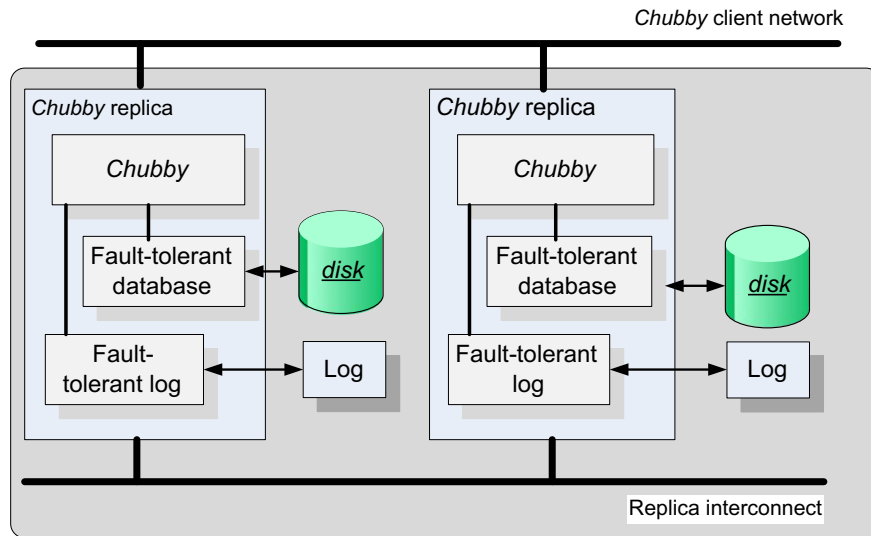 Chubby client network
Chubby replica
Chubby
Fault-tolerant
database
disk
Fault-
tolerant log
Log
Chubby replica
Chubby
Fault-tolerant
database
disk
Fault-tolerant
log
Log
Replica interconnect